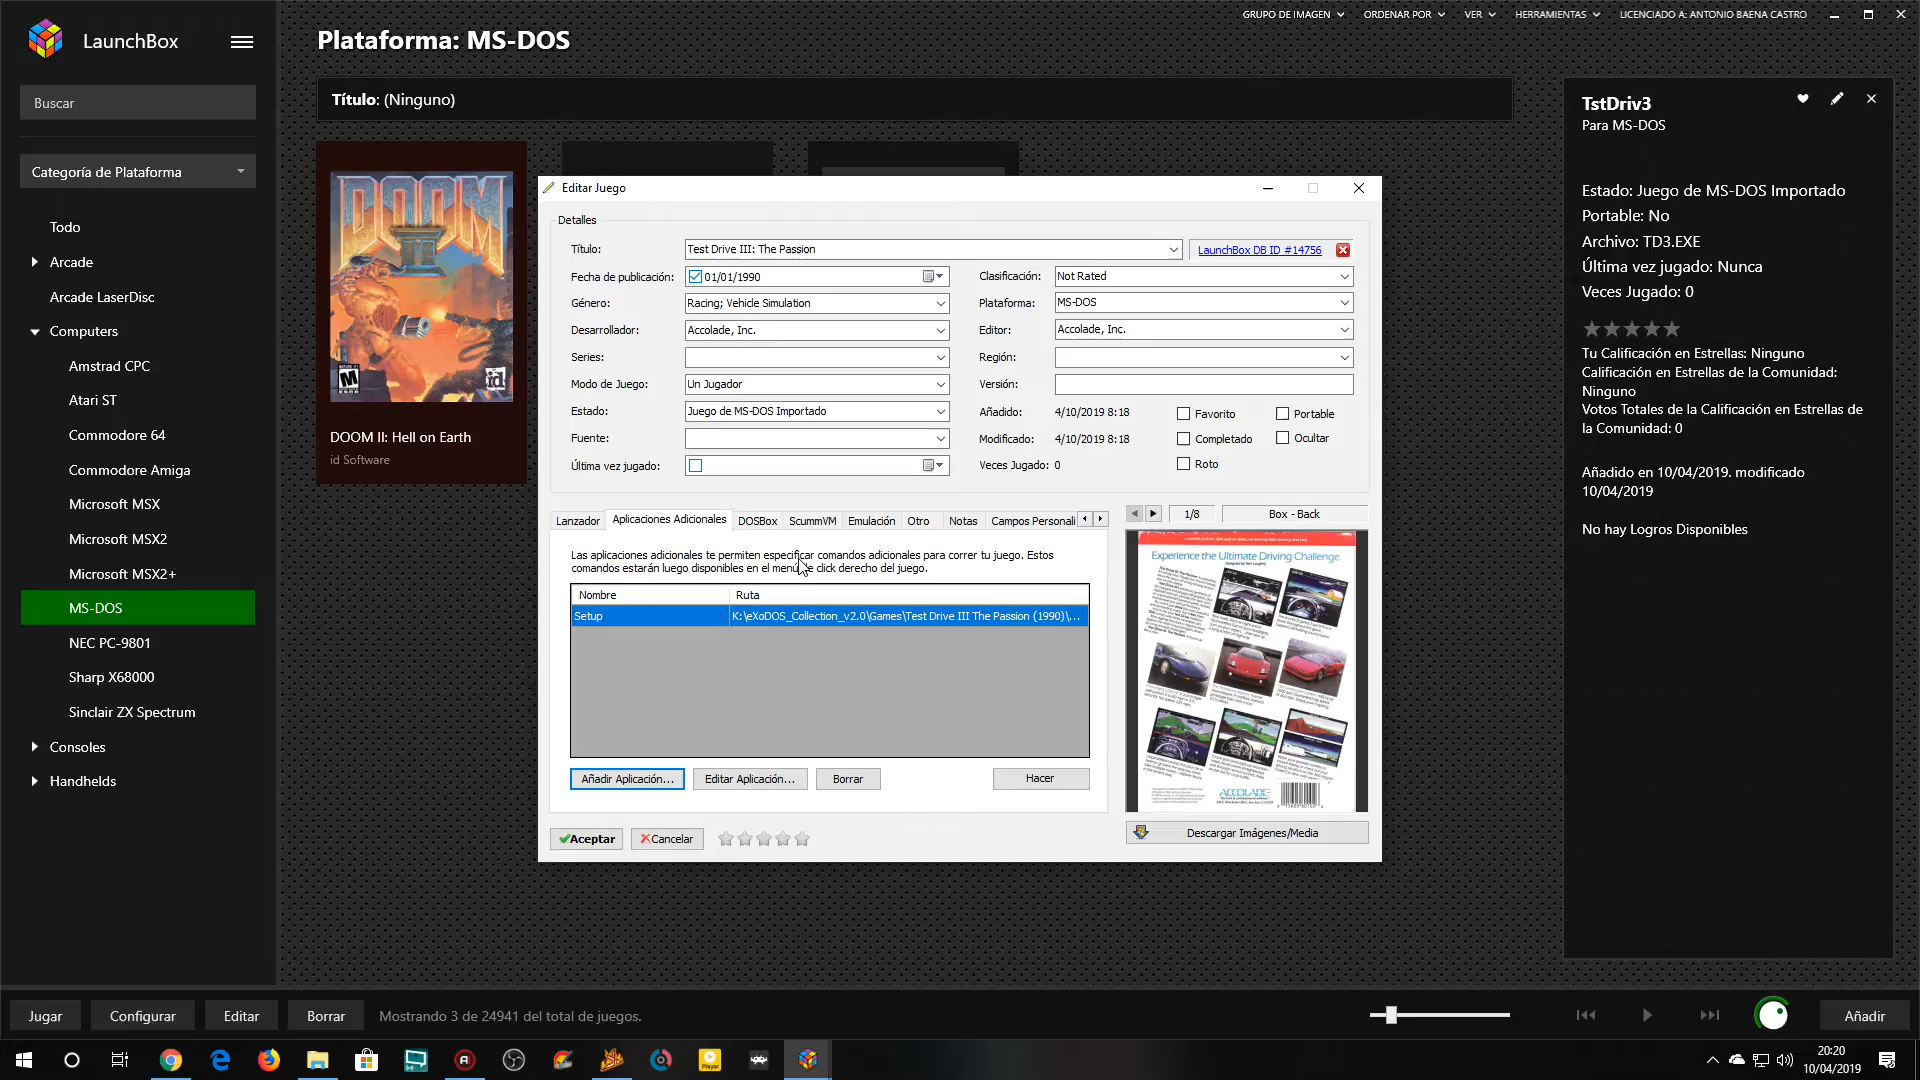 LaunchBox
Plataforma: MS-DOS
GRUPO DE IMAGEN
ORDENAR POR
VER
HERRAMIENTAS
LICENCIADO A: ANTONIO BAENA CASTRO
Buscar
Título: (Ninguno)
Categoría de Plataforma
Todo
Arcade
Arcade LaserDisc
Computers
Amstrad CPC
Atari ST
Commodore 64
Commodore Amiga
Microsoft MSX
Microsoft MSX2
Microsoft MSX2+
MS-DOS
NEC PC-9801
Sharp X68000
Sinclair ZX Spectrum
Consoles
Handhelds
DOOM
II
M
id
DOOM II: Hell on Earth
id Software
Editar Juego
Detalles
Título: Test Drive III: The Passion LaunchBox DB ID #14756
Fecha de publicación: 01/01/1990 Clasificación: Not Rated
Género: Racing; Vehicle Simulation Plataforma: MS-DOS
Desarrollador: Accolade, Inc. Editor: Accolade, Inc.
Series: Región:
Modo de Juego: Un Jugador Versión:
Estado: Juego de MS-DOS Importado Añadido: 4/10/2019 8:18 Favorito Portable
Fuente: Modificado: 4/10/2019 8:18 Completado Ocultar
Última vez jugado: Veces Jugado: 0 Roto
Lanzador Aplicaciones Adicionales DOSBox ScummVM Emulación Otro Notas Campos Personali
1/8 Box - Back
Las aplicaciones adicionales te permiten especificar comandos adicionales para correr tu juego. Estos
comandos estarán luego disponibles en el menú de click derecho del juego.
Nombre Ruta
Setup K:\eXoDOS_Collection_v2.0\Games\Test Drive III The Passion (1990)\...
Añadir Aplicación... Editar Aplicación... Borrar Hacer
Aceptar Cancelar
Experience the Ultimate Driving Challenge.
ACCOLADE
Descargar Imágenes/Media
TstDriv3
Para MS-DOS
Estado: Juego de MS-DOS Importado
Portable: No
Archivo: TD3.EXE
Última vez jugado: Nunca
Veces Jugado: 0
Tu Calificación en Estrellas: Ninguno
Calificación en Estrellas de la Comunidad:
Ninguno
Votos Totales de la Calificación en Estrellas de
la Comunidad: 0
Añadido en 10/04/2019. modificado
10/04/2019
No hay Logros Disponibles
Jugar Configurar Editar Borrar Mostrando 3 de 24941 del total de juegos. Añadir
Player
20:20
10/04/2019